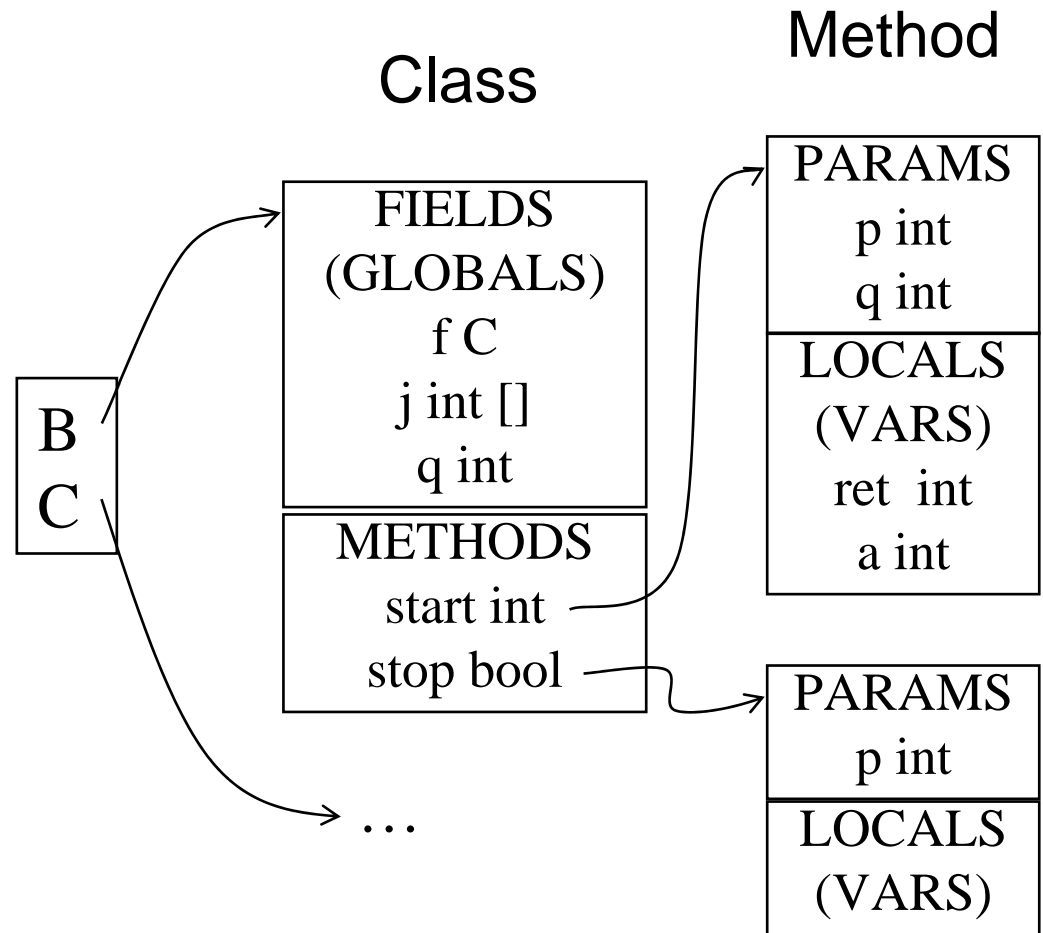 Class
Method
B
C
FIELDS
(GLOBALS)
f C
j int []
q int
METHODS
start int
stop bool
…
PARAMS
p int
q int
LOCALS
(VARS)
ret int
a int
PARAMS
p int
LOCALS
(VARS)